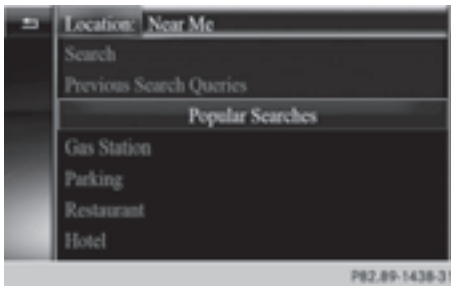 Location: Near Me
Search
Previous Search Queries
Popular Searches
Gas Station
Parking
Restaurant
Hotel
P82.89-1438-31